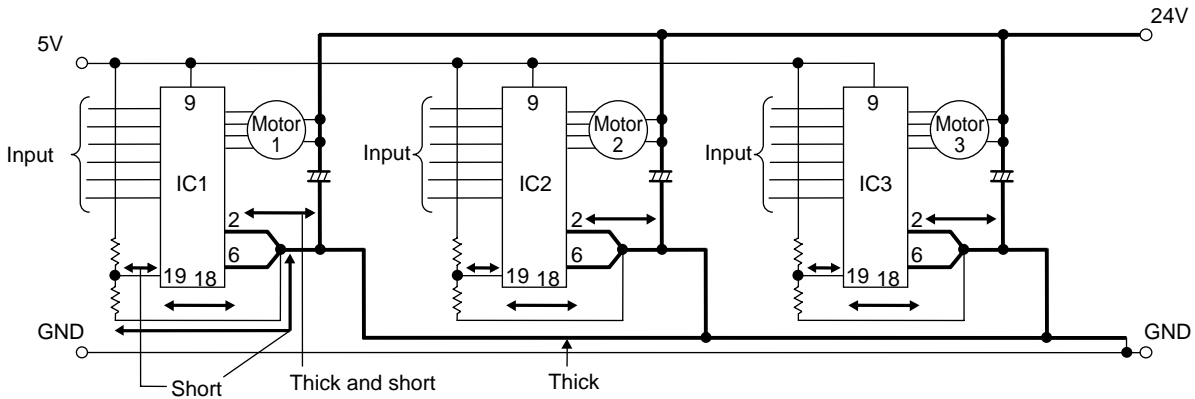 24V
5V
9
9
9
Motor
1
Motor
2
Motor
3
Input
Input
Input
IC1
IC2
IC3
2
2
2
6
6
6
19 18
19 18
19 18
GND
GND
Short
Thick and short
Thick